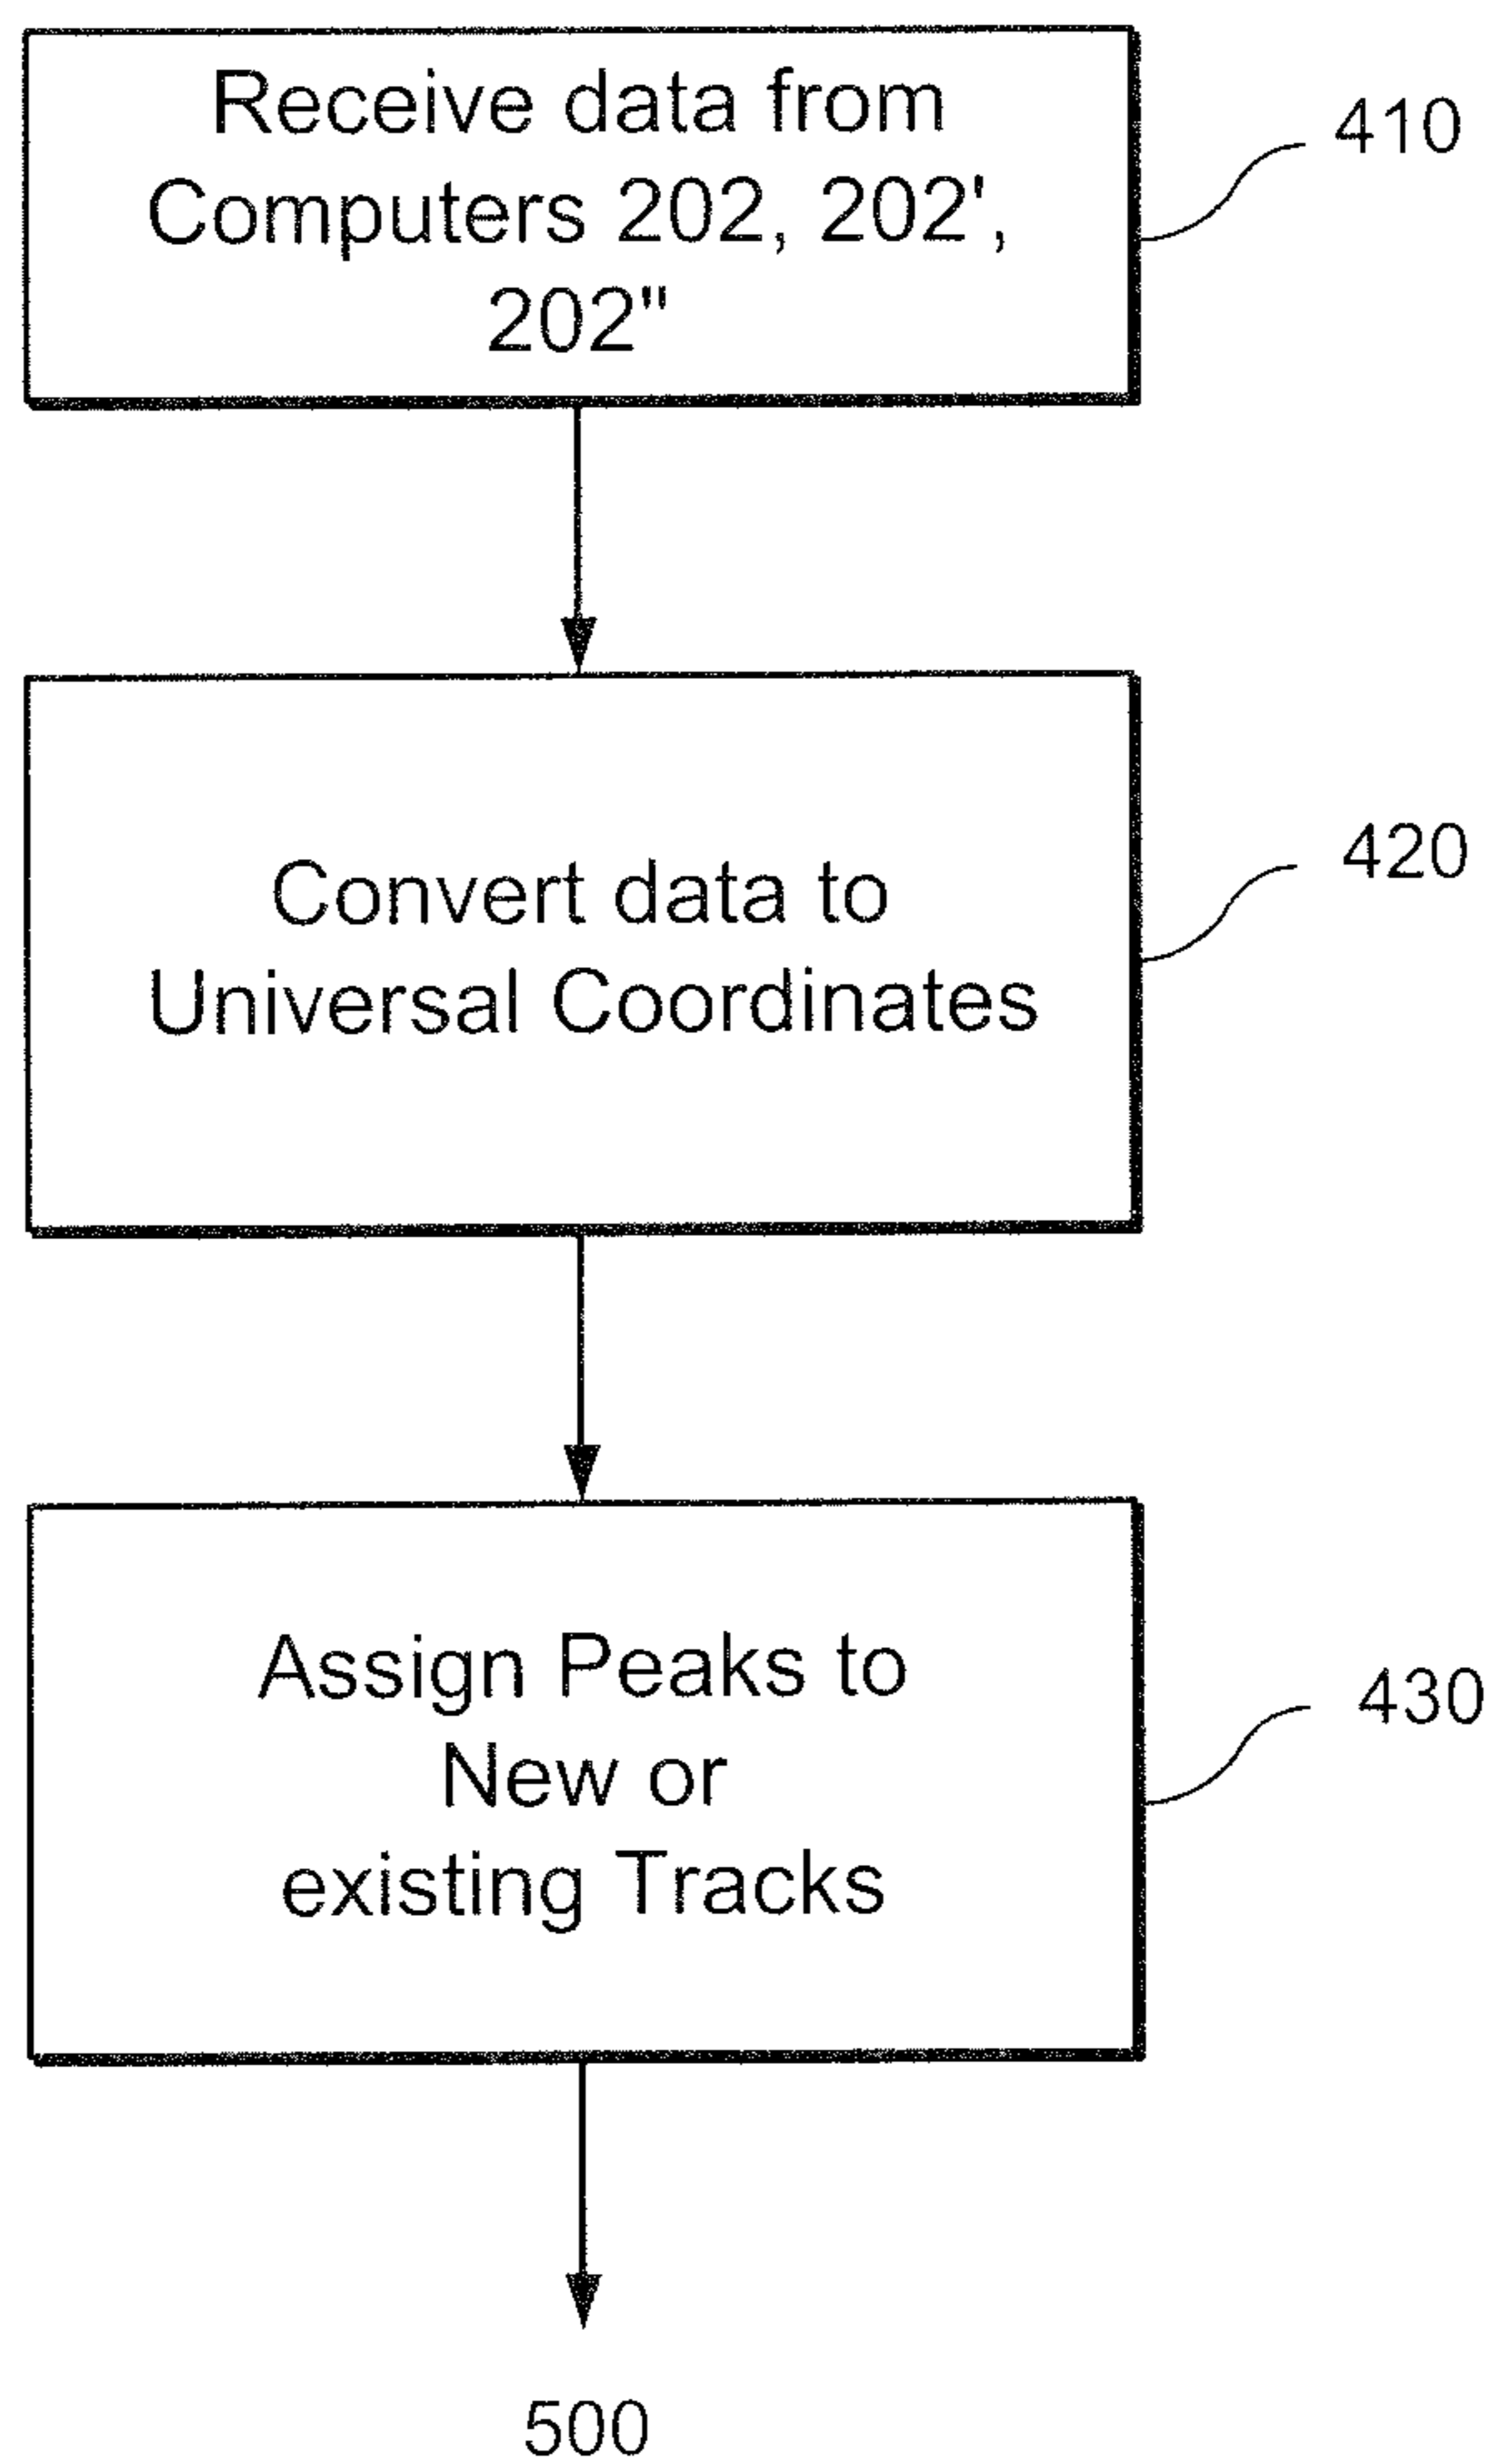 Receive data from
Computers 202, 202',
202"
410
Convert data to
Universal Coordinates
420
Assign Peaks to
New or
existing Tracks
430
500